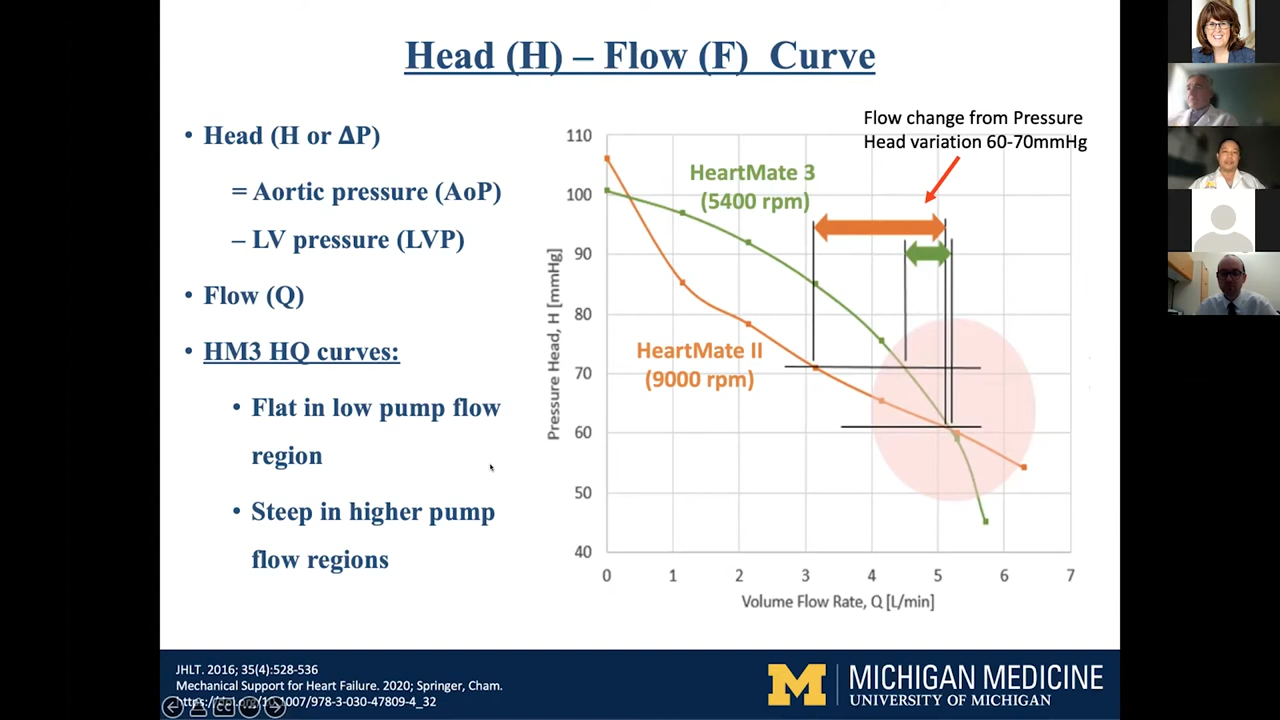 Head (H) – Flow (F) Curve
• Head (H or ΔP)
= Aortic pressure (AoP)
– LV pressure (LVP)
• Flow (Q)
• HM3 HQ curves:
• Flat in low pump flow
region
• Steep in higher pump
flow regions
Flow change from Pressure
Head variation 60-70mmHg
HeartMate 3
(5400 rpm)
HeartMate II
(9000 rpm)
Pressure Head, H [mmHg]
110
100
90
80
70
60
50
40
0 1 2 3 4 5 6 7
Volume Flow Rate, Q [L/min]
JHLT. 2016; 35(4):528-536
Mechanical Support for Heart Failure. 2020; Springer, Cham.
1007/978-3-030-47809-4_32
CC
M
MICHIGAN MEDICINE
UNIVERSITY OF MICHIGAN